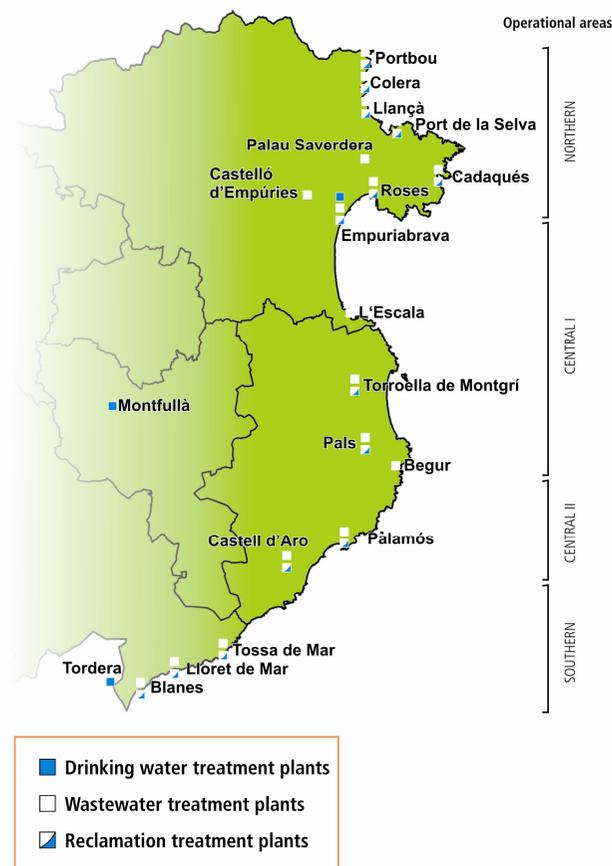 Operational areas
Portbou
Colera
Llançà
Port de la Selva
Palau Saverdera
Castelló
d'Empúries
Roses
Cadaqués
Empuriabrava
NORTHERN
L'Escala
CENTRAL I
Torroella de Montgrí
Montfullà
Pals
Begur
Castell d'Aro
Palamós
CENTRAL II
Tossa de Mar
Tordera
Lloret de Mar
Blanes
SOUTHERN
Drinking water treatment plants
Wastewater treatment plants
Reclamation treatment plants